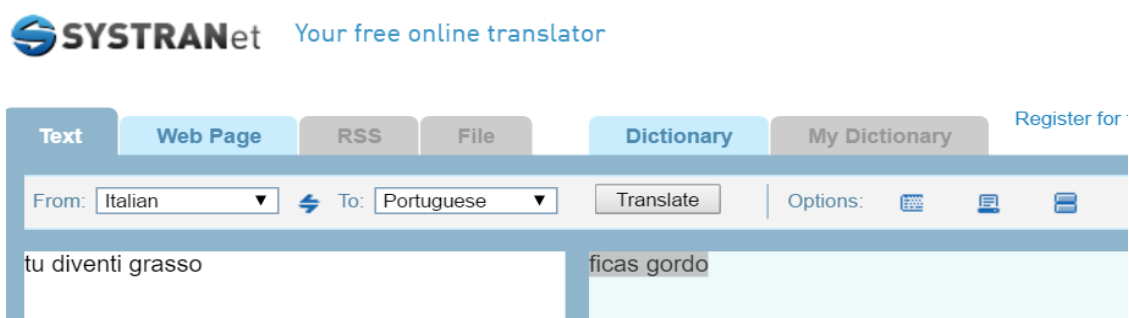 SYSTRANet Your free online translator
Register for
Text Web Page RSS File Dictionary My Dictionary
From: Italian To: Portuguese Translate Options:
tu diventi grasso ficas gordo